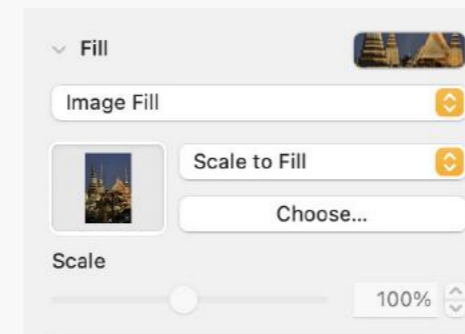 Fill
Image Fill
Scale to Fill
Choose...
Scale
100%